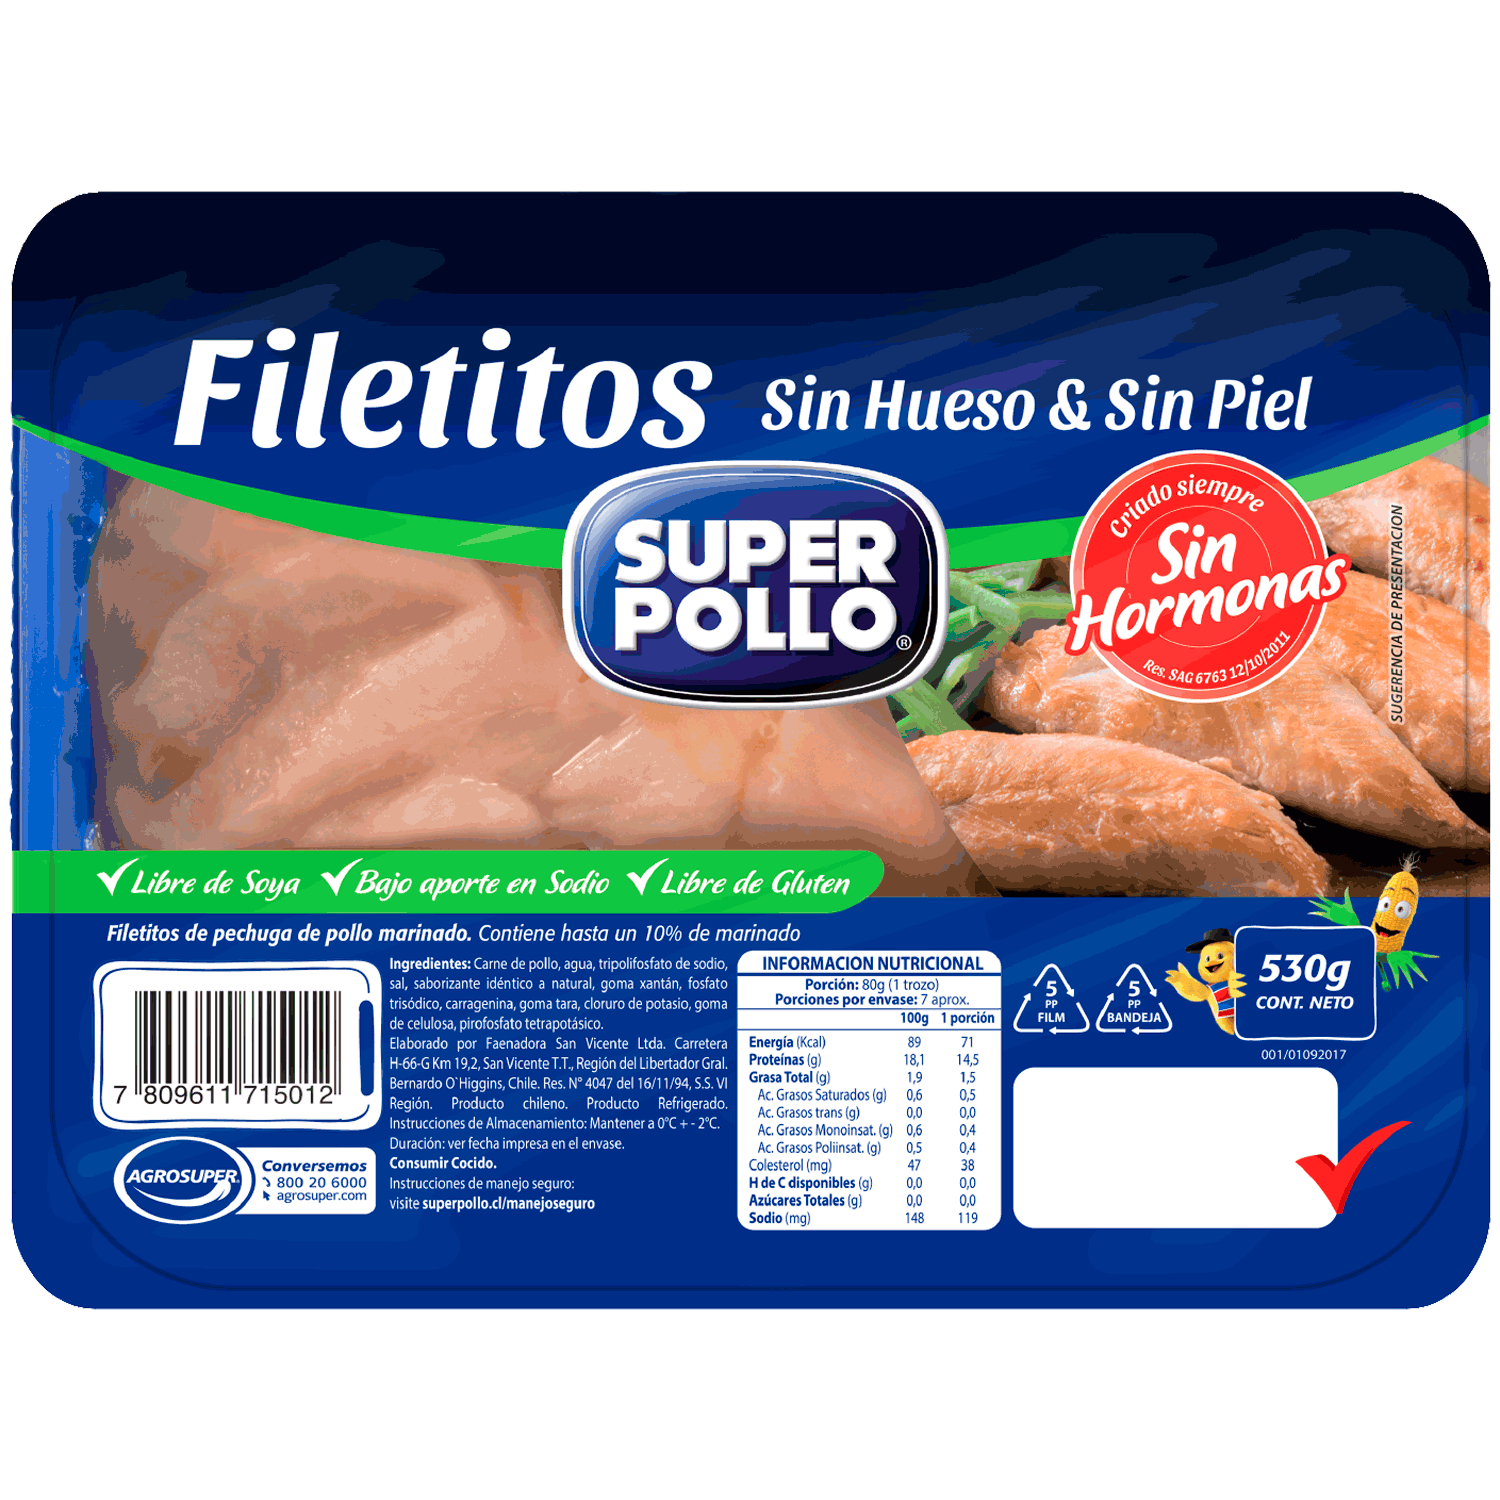 Filetitos Sin Hueso & Sin Piel
SUPER
POLLO®
Criado siempre
Sin
Hormonas
Res. SAG 6763 12/10/2011
SUGERENCIA DE PRESENTACION
Libre de Soya Bajo aporte en Sodio Libre de Gluten
Filetitos de pechuga de pollo marinado. Contiene hasta un 10% de marinado
7 809611 715012
AGROSUPER
Conversemos
800 20 6000
agrosuper.com
Ingredientes: Carne de pollo, agua, tripolifosfato de sodio,
sal, saborizante idéntico a natural, goma xantán, fosfato
trisódico, carragenina, goma tara, cloruro de potasio, goma
de celulosa, pirofosfato tetrapotásico.
Elaborado por Faenadora San Vicente Ltda. Carretera
H-66-G Km 19,2, San Vicente T.T., Región del Libertador Gral.
Bernardo O`Higgins, Chile. Res. N° 4047 del 16/11/94, S.S. VI
Región. Producto chileno. Producto Refrigerado.
Instrucciones de Almacenamiento: Mantener a 0°C + - 2°C.
Duración: ver fecha impresa en el envase.
Consumir Cocido.
Instrucciones de manejo seguro:
visite superpollo.cl/manejoseguro
INFORMACION NUTRICIONAL
Porción: 80g (1 trozo)
Porciones por envase: 7 aprox.
100g 1 porción
Energía (Kcal) 89 71
Proteínas (g) 18,1 14,5
Grasa Total (g) 1,9 1,5
Ac. Grasos Saturados (g) 0,6 0,5
Ac. Grasos trans (g) 0,0 0,0
Ac. Grasos Monoinsat. (g) 0,6 0,4
Ac. Grasos Poliinsat. (g) 0,5 0,4
Colesterol (mg) 47 38
H de C disponibles (g) 0,0 0,0
Azúcares Totales (g) 0,0 0,0
Sodio (mg) 148 119
5
PP
FILM
5
PP
BANDEJA
530g
CONT. NETO
001/01092017